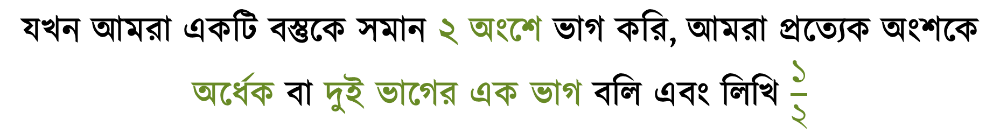 যখন আমরা একটি বস্তুকে সমান ২ অংশে ভাগ করি, আমরা প্রত্যেক অংশকে
অর্ধেক বা দুই ভাগের এক ভাগ বলি এবং লিখি ১/২